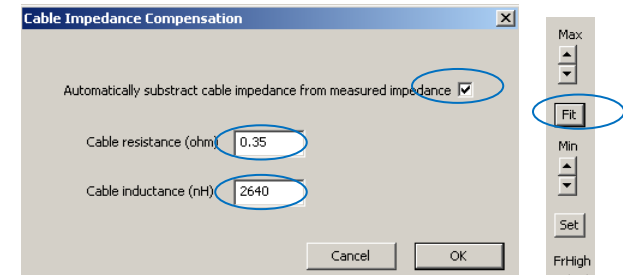 Cable Impedance Compensation
Automatically substract cable impedance from measured impedance
Cable resistance (ohm) 0.35
Cable inductance (nH) 2640
Cancel OK
Max
Fit
Min
Set
FrHigh